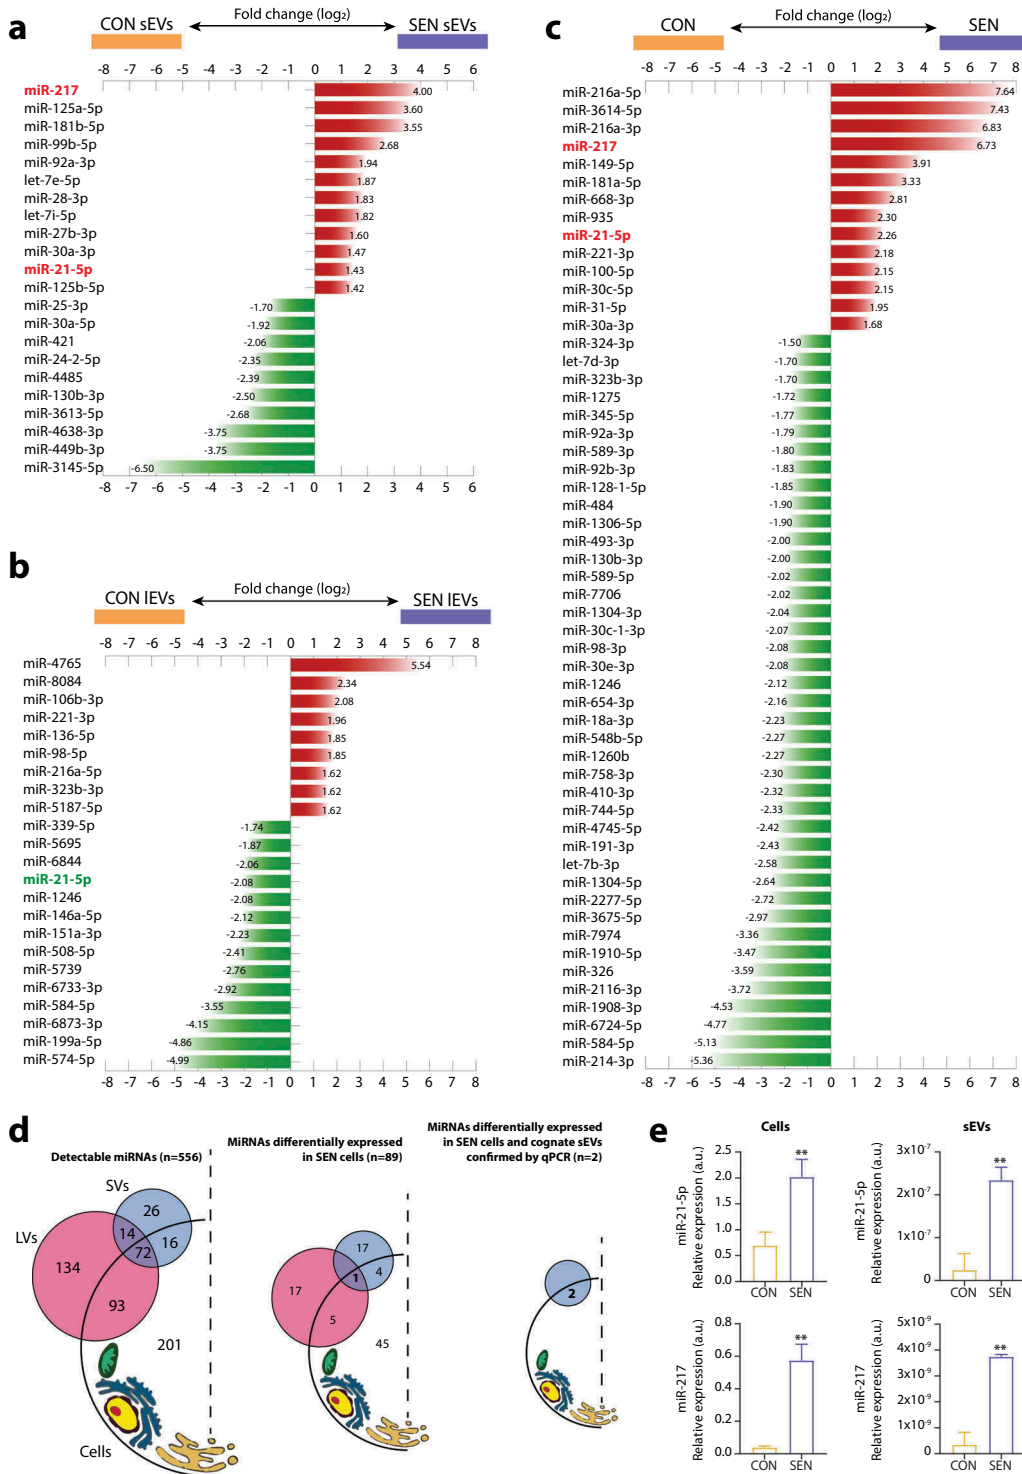 a
CON sEVs
Fold change (log₂)
SEN sEVs
-8 -7 -6 -5 -4 -3 -2 -1 0 1 2 3 4 5 6
miR-217 4.00
miR-125a-5p 3.60
miR-181b-5p 3.55
miR-99b-5p 2.68
miR-92a-3p 1.94
let-7e-5p 1.87
miR-28-3p 1.83
let-7i-5p 1.82
miR-27b-3p 1.60
miR-30a-3p 1.47
miR-21-5p 1.43
miR-125b-5p 1.42
miR-25-3p -1.70
miR-30a-5p -1.92
miR-421 -2.06
miR-24-2-5p -2.35
miR-4485 -2.39
miR-130b-3p -2.50
miR-3613-5p -2.68
miR-4638-3p -3.75
miR-449b-3p -3.75
miR-3145-5p -6.50
-8 -7 -6 -5 -4 -3 -2 -1 0 1 2 3 4 5 6
b
CON lEVs
Fold change (log₂)
SEN lEVs
-8 -7 -6 -5 -4 -3 -2 -1 0 1 2 3 4 5 6 7 8
miR-4765 5.54
miR-8084 2.34
miR-106b-3p 2.08
miR-221-3p 1.96
miR-136-5p 1.85
miR-98-5p 1.85
miR-216a-5p 1.62
miR-323b-3p 1.62
miR-5187-5p 1.62
miR-339-5p -1.74
miR-5695 -1.87
miR-6844 -2.06
miR-21-5p -2.08
miR-1246 -2.08
miR-146a-5p -2.12
miR-151a-3p -2.23
miR-508-5p -2.41
miR-5739 -2.76
miR-6733-3p -2.92
miR-584-5p -3.55
miR-6873-3p -4.15
miR-199a-5p -4.86
miR-574-5p -4.99
-8 -7 -6 -5 -4 -3 -2 -1 0 1 2 3 4 5 6 7 8
c
CON
Fold change (log₂)
SEN
-8 -7 -6 -5 -4 -3 -2 -1 0 1 2 3 4 5 6 7 8
miR-216a-5p 7.64
miR-3614-5p 7.43
miR-216a-3p 6.83
miR-217 6.73
miR-149-5p 3.91
miR-181a-5p 3.33
miR-668-3p 2.81
miR-935 2.30
miR-21-5p 2.26
miR-221-3p 2.18
miR-100-5p 2.15
miR-30c-5p 2.15
miR-31-5p 1.95
miR-30a-3p 1.68
miR-324-3p -1.50
let-7d-3p -1.70
miR-323b-3p -1.70
miR-1275 -1.72
miR-345-5p -1.77
miR-92a-3p -1.79
miR-589-3p -1.80
miR-92b-3p -1.83
miR-128-1-5p -1.85
miR-484 -1.90
miR-1306-5p -1.90
miR-493-3p -2.00
miR-130b-3p -2.00
miR-589-5p -2.02
miR-7706 -2.02
miR-1304-3p -2.04
miR-30c-1-3p -2.07
miR-98-3p -2.08
miR-30e-3p -2.08
miR-1246 -2.12
miR-654-3p -2.16
miR-18a-3p -2.23
miR-548b-5p -2.27
miR-1260b -2.27
miR-758-3p -2.30
miR-410-3p -2.32
miR-744-5p -2.33
miR-4745-5p -2.42
miR-191-3p -2.43
let-7b-3p -2.58
miR-1304-5p -2.64
miR-2277-5p -2.72
miR-3675-5p -2.97
miR-7974 -3.36
miR-1910-5p -3.47
miR-326 -3.59
miR-2116-3p -3.72
miR-1908-3p -4.53
miR-6724-5p -4.77
miR-584-5p -5.13
miR-214-3p -5.36
-8 -7 -6 -5 -4 -3 -2 -1 0 1 2 3 4 5 6 7 8
d
Detectable miRNAs (n=556)
SVs
26
LVs
14
16
72
134
93
201
Cells
MiRNAs differentially expressed
in SEN cells (n=89)
17
4
1
17
5
45
MiRNAs differentially expressed
in SEN cells and cognate sEVs
confirmed by qPCR (n=2)
2
e
Cells
miR-21-5p
Relative expression (a.u.)
2.5
2.0
1.5
1.0
0.5
0.0
**
CON SEN
sEVs
miR-21-5p
Relative expression (a.u.)
3x10⁻⁷
2x10⁻⁷
1x10⁻⁷
0
**
CON SEN
miR-217
Relative expression (a.u.)
0.8
0.6
0.4
0.2
0.0
**
CON SEN
miR-217
Relative expression (a.u.)
5x10⁻⁹
4x10⁻⁹
3x10⁻⁹
2x10⁻⁹
1x10⁻⁹
0
**
CON SEN